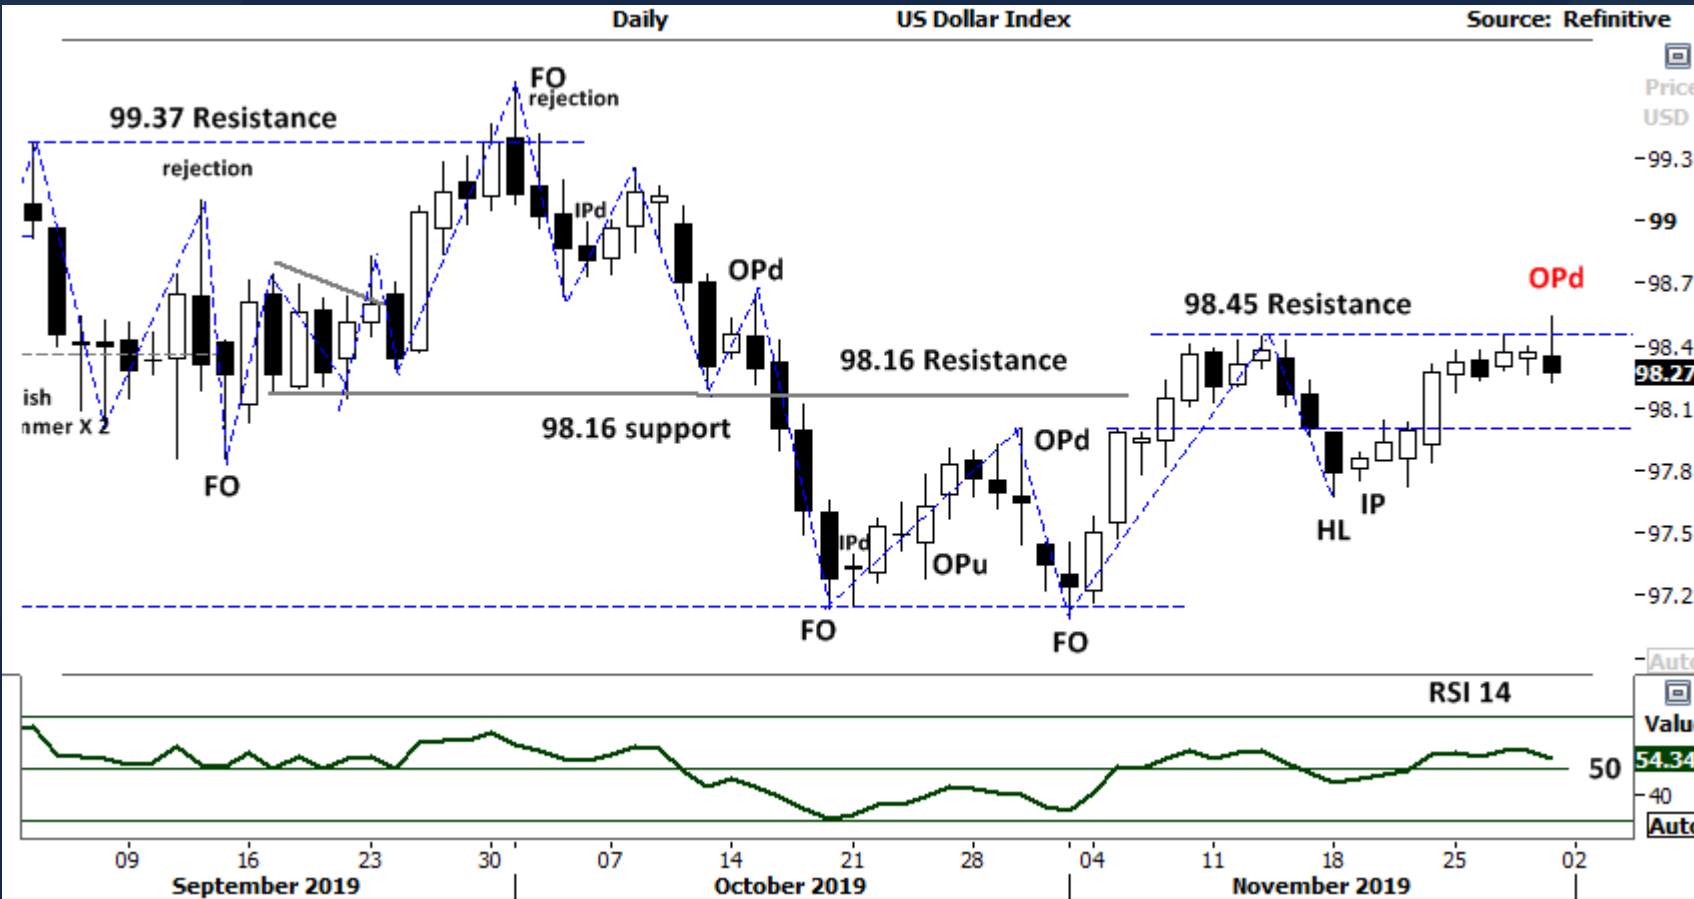 Daily US Dollar Index Source: Refinitive
Price
USD
FO
rejection
99.37 Resistance
rejection
IPd
OPd
98.45 Resistance
OPd
98.16 Resistance
98.16 support
ish
mmer X 2
FO
OPd
IPd
OPu
IP
HL
FO
FO
99.3
99
98.7
98.4
98.27
98.1
97.8
97.5
97.2
Auto
RSI 14
Valu
54.34
50
40
Auto
09 16 23 30 07 14 21 28 04 11 18 25 02
September 2019 October 2019 November 2019